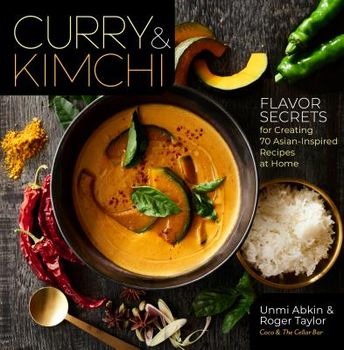 CURRY &
KIMCHI
FLAVOR
SECRETS
for Creating
70 Asian-Inspired
Recipes
at Home
Unmi Abkin &
Roger Taylor
Coco & The Cellar Bar